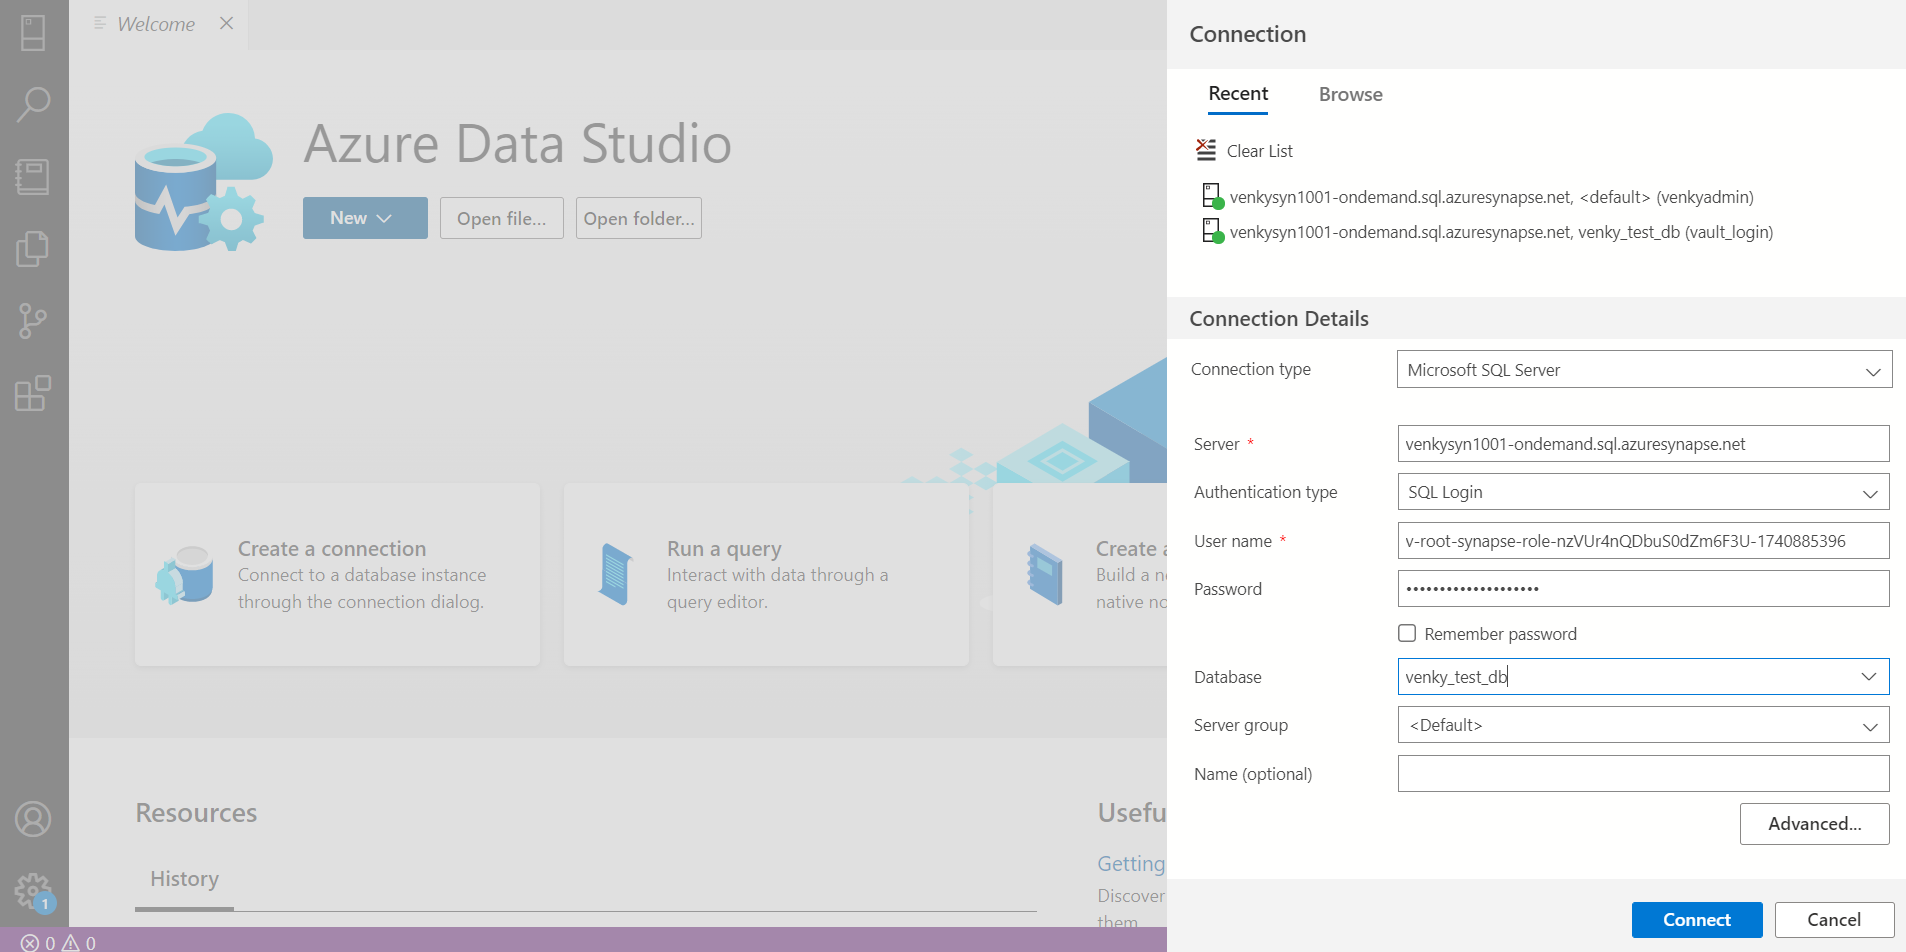 Welcome
Azure Data Studio
New
Open file...
Open folder...
Create a connection
Connect to a database instance
through the connection dialog.
Run a query
Interact with data through a
query editor.
Create a
Build a n
native no
Resources
History
Usefu
Getting
Discover
them
1
0 0
Connection
Recent Browse
Clear List
venkysyn1001-ondemand.sql.azuresynapse.net, <default> (venkyadmin)
venkysyn1001-ondemand.sql.azuresynapse.net, venky_test_db (vault_login)
Connection Details
Connection type Microsoft SQL Server
Server * venkysyn1001-ondemand.sql.azuresynapse.net
Authentication type SQL Login
User name * v-root-synapse-role-nzVUr4nQDbuS0dZm6F3U-1740885396
Password ••••••••••••••••••••
Remember password
Database venky_test_db
Server group <Default>
Name (optional)
Advanced...
Connect
Cancel